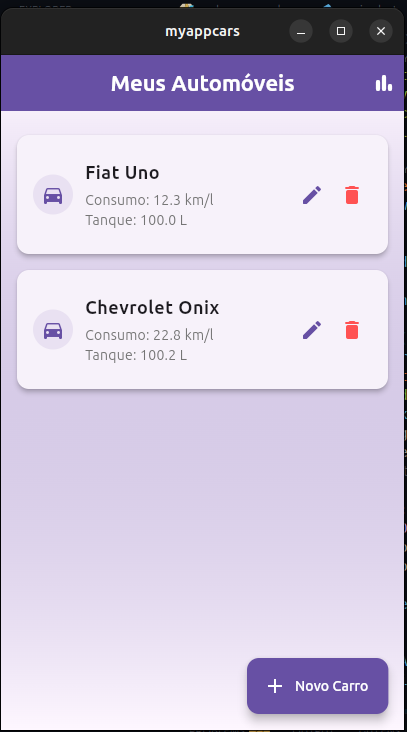 myappcars
Meus Automóveis
Fiat Uno
Consumo: 12.3 km/l
Tanque: 100.0 L
Chevrolet Onix
Consumo: 22.8 km/l
Tanque: 100.2 L
Novo Carro